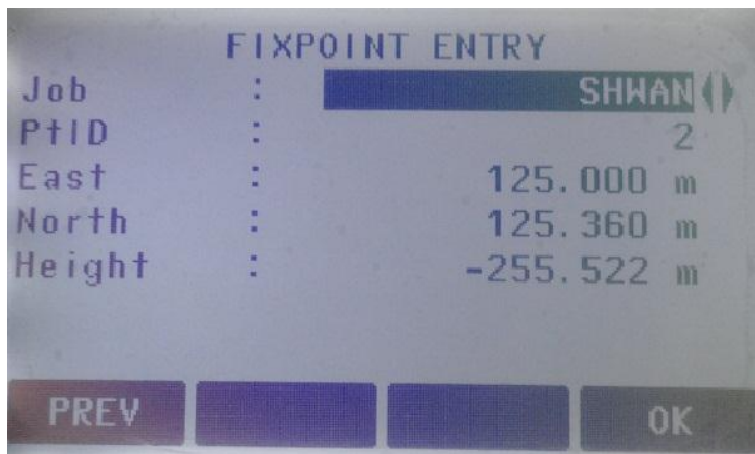 FIXPOINT ENTRY
Job : SHWAN
PtID : 2
East : 125.000 m
North : 125.360 m
Height : -255.522 m
PREV OK